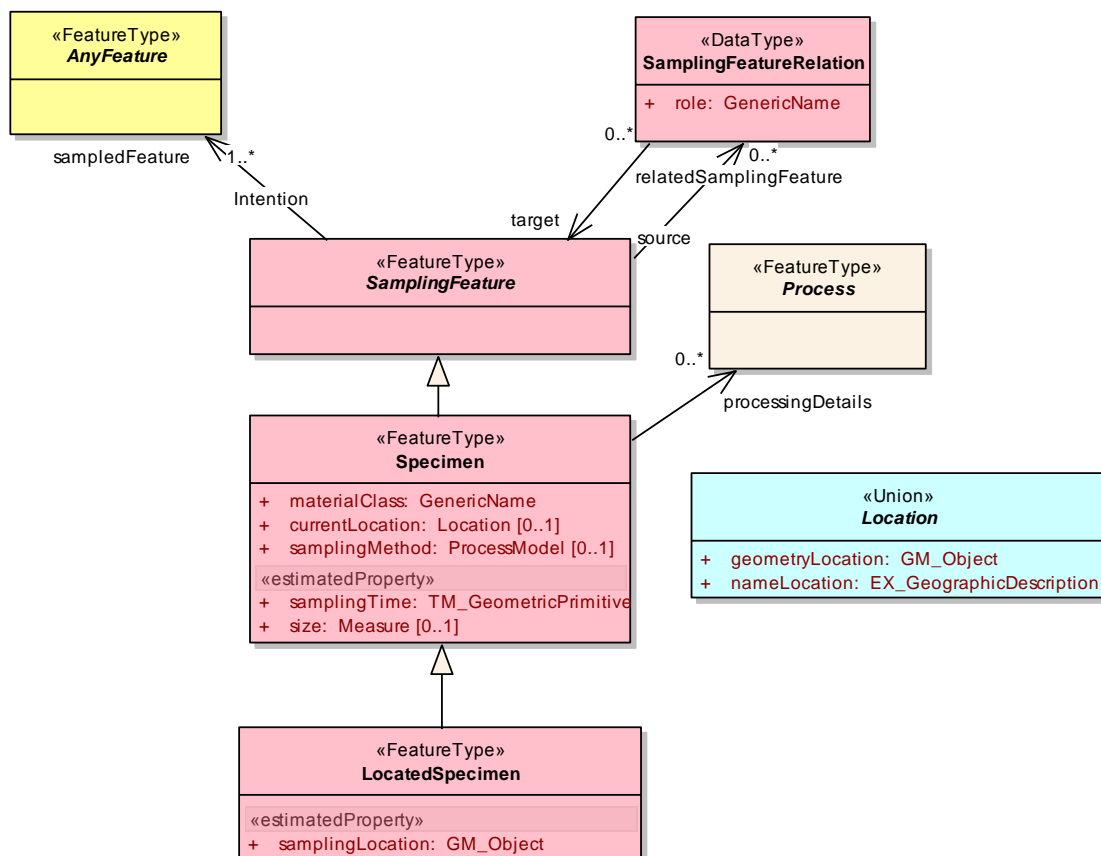 «FeatureType»
AnyFeature
«DataType»
SamplingFeatureRelation
+ role: GenericName
sampledFeature
1..*
Intention
0..*
0..*
relatedSamplingFeature
target
source
«FeatureType»
SamplingFeature
«FeatureType»
Process
0..*
processingDetails
«FeatureType»
Specimen
+ materialClass: GenericName
+ currentLocation: Location [0..1]
+ samplingMethod: ProcessModel [0..1]
«estimatedProperty»
+ samplingTime: TM_GeometricPrimitive
+ size: Measure [0..1]
«Union»
Location
+ geometryLocation: GM_Object
+ nameLocation: EX_GeographicDescription
«FeatureType»
LocatedSpecimen
«estimatedProperty»
+ samplingLocation: GM_Object